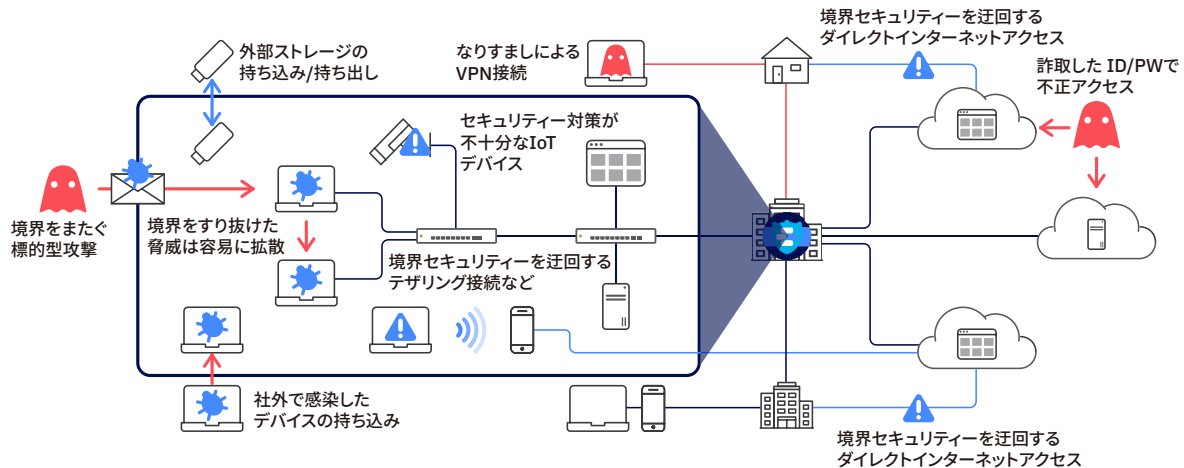 外部ストレージの
持ち込み/持ち出し
なりすましによる
VPN接続
境界セキュリティーを迂回する
ダイレクトインターネットアクセス
詐取した ID/PWで
不正アクセス
セキュリティー対策が
不十分なIoT
デバイス
境界をまたぐ
標的型攻撃
境界をすり抜けた
脅威は容易に拡散
境界セキュリティーを迂回する
テザリング接続など
社外で感染した
デバイスの持ち込み
境界セキュリティーを迂回する
ダイレクトインターネットアクセス